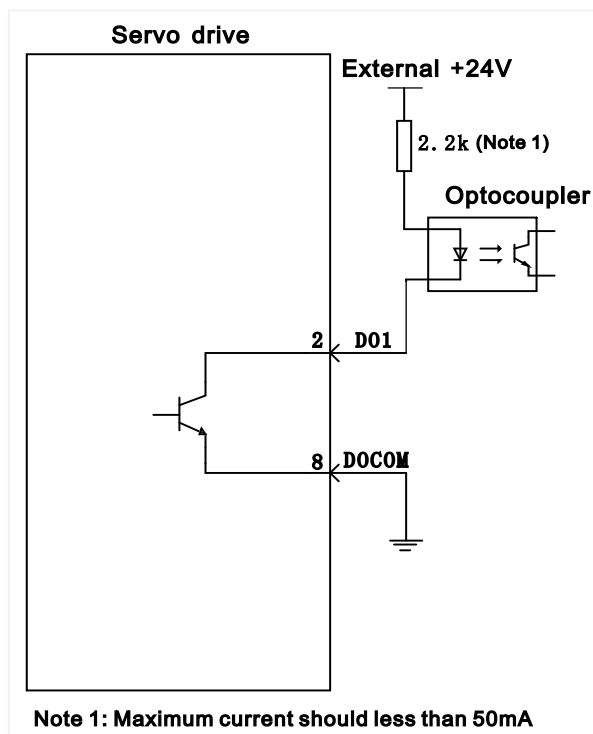 Servo drive
External +24V
2.2k (Note 1)
Optocoupler
2 DO1
8 DOCOM
Note 1: Maximum current should less than 50mA